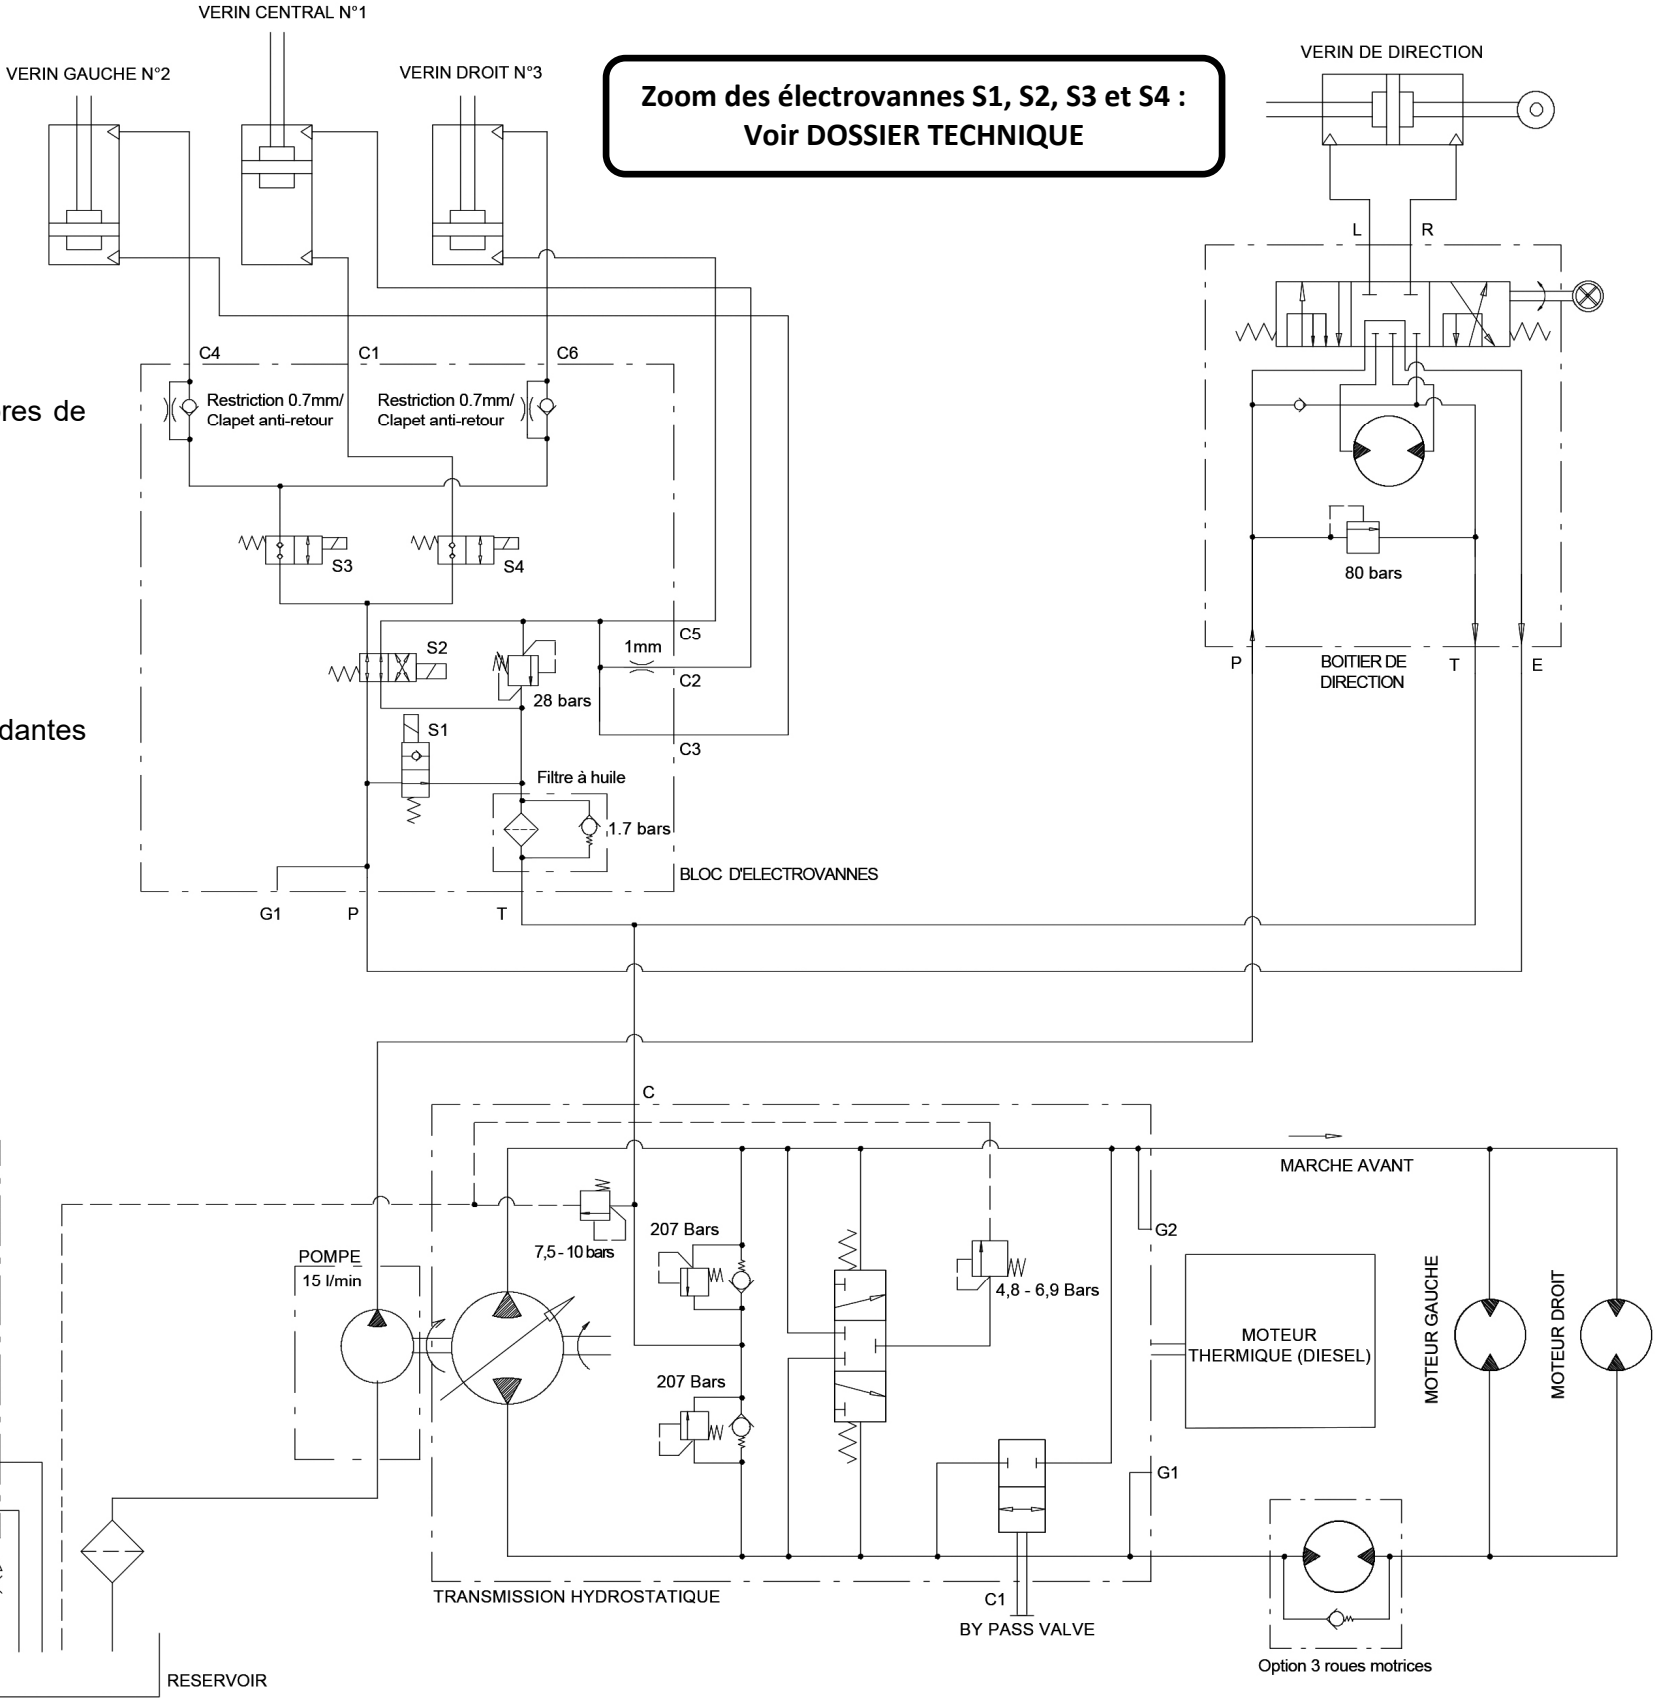 VERIN CENTRAL N°1
VERIN GAUCHE N°2
VERIN DROIT N°3
Zoom des électrovannes S1, S2, S3 et S4 :
Voir DOSSIER TECHNIQUE
VERIN DE DIRECTION
L
R
C4
C1
C6
Restriction 0.7mm/
Clapet anti-retour
Restriction 0.7mm/
Clapet anti-retour
res de
S3
S4
80 bars
C5
S2
1mm
C2
28 bars
P
BOITIER DE
DIRECTION
T
E
dantes
S1
C3
Filtre à huile
1.7 bars
BLOC D'ELECTROVANNES
G1
P
T
C
MARCHE AVANT
207 Bars
G2
7,5 - 10 bars
POMPE
15 l/min
4,8 - 6,9 Bars
MOTEUR
THERMIQUE (DIESEL)
MOTEUR GAUCHE
MOTEUR DROIT
207 Bars
G1
TRANSMISSION HYDROSTATIQUE
C1
BY PASS VALVE
Option 3 roues motrices
RESERVOIR